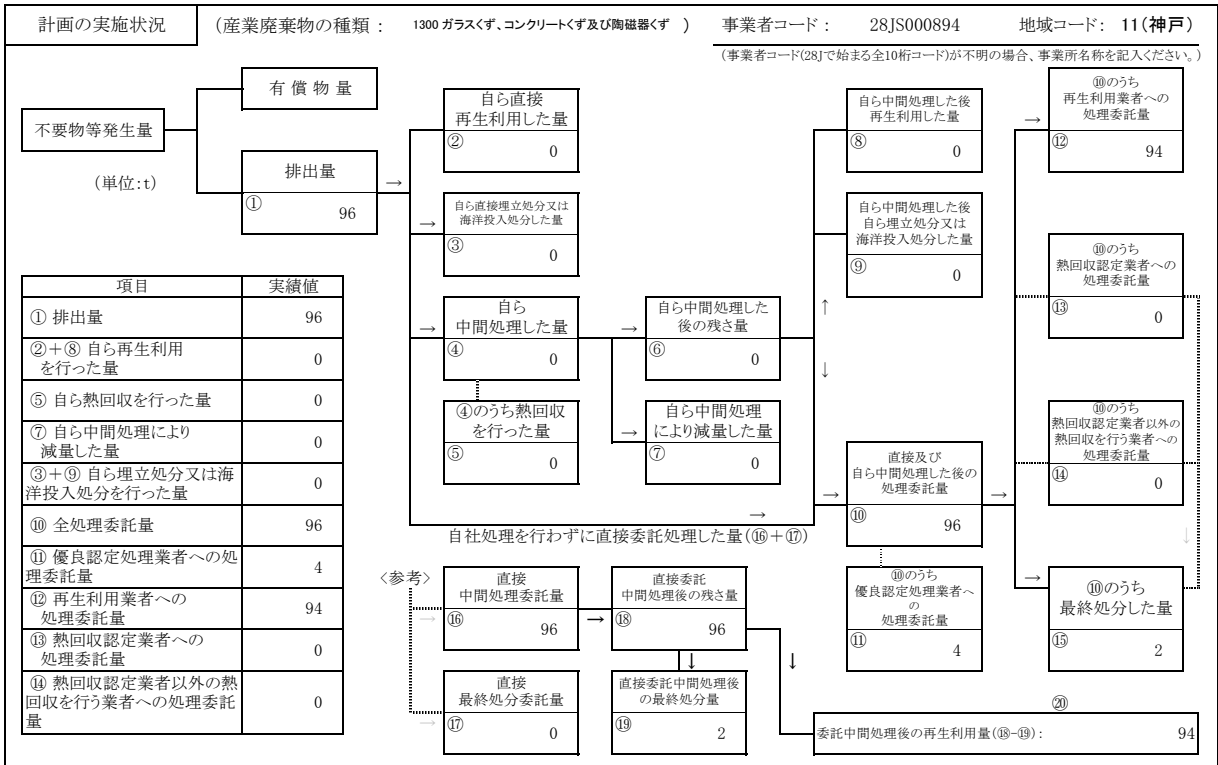 計画の実施状況
(産業廃棄物の種類： 1300 ガラスくず、コンクリートくず及び陶磁器くず ）
事業者コード： 28JS000894 地域コード： 11(神戸)
(事業者コード(28Jで始まる全10桁コード)が不明の場合、事業所名称を記入ください。)
不要物等発生量
(単位:t)
有償物量
排出量
① 96
→
自ら直接
再生利用した量
② 0
→
自ら直接埋立処分又は
海洋投入処分した量
③ 0
→
自ら
中間処理した量
④ 0
④のうち熱回収
を行った量
⑤ 0
→
自ら中間処理した
後の残さ量
⑥ 0
→
自ら中間処理
により減量した量
⑦ 0
↑
↓
自ら中間処理した後
再生利用した量
⑧ 0
自ら中間処理した後
自ら埋立処分又は
海洋投入処分した量
⑨ 0
→
直接及び
自ら中間処理した後の
処理委託量
⑩ 96
→
⑩のうち
優良認定処理業者へ
の
処理委託量
⑪ 4
→
⑩のうち
再生利用業者への
処理委託量
⑫ 94
⑩のうち
熱回収認定業者への
処理委託量
⑬ 0
⑩のうち
熱回収認定業者以外の
熱回収を行う業者への
処理委託量
⑭ 0
↓
→
⑩のうち
最終処分した量
⑮ 2
項目 実績値
① 排出量 96
②＋⑧ 自ら再生利用
を行った量 0
⑤ 自ら熱回収を行った量 0
⑦ 自ら中間処理により
減量した量 0
③＋⑨ 自ら埋立処分又は海
洋投入処分を行った量 0
⑩ 全処理委託量 96
⑪ 優良認定処理業者への処
理委託量 4
⑫ 再生利用業者への
処理委託量 94
⑬ 熱回収認定業者への
処理委託量 0
⑭ 熱回収認定業者以外の熱
回収を行う業者への処理委託
量 0
→
自社処理を行わずに直接委託処理した量(⑯＋⑰)
〈参考〉
→
直接
中間処理委託量
⑯ 96
→
直接委託
中間処理後の残さ量
⑱ 96
↓
↓
→
直接
最終処分委託量
⑰ 0
直接委託中間処理後
の最終処分量
⑲ 2
⑳
委託中間処理後の再生利用量(⑱-⑲)： 94